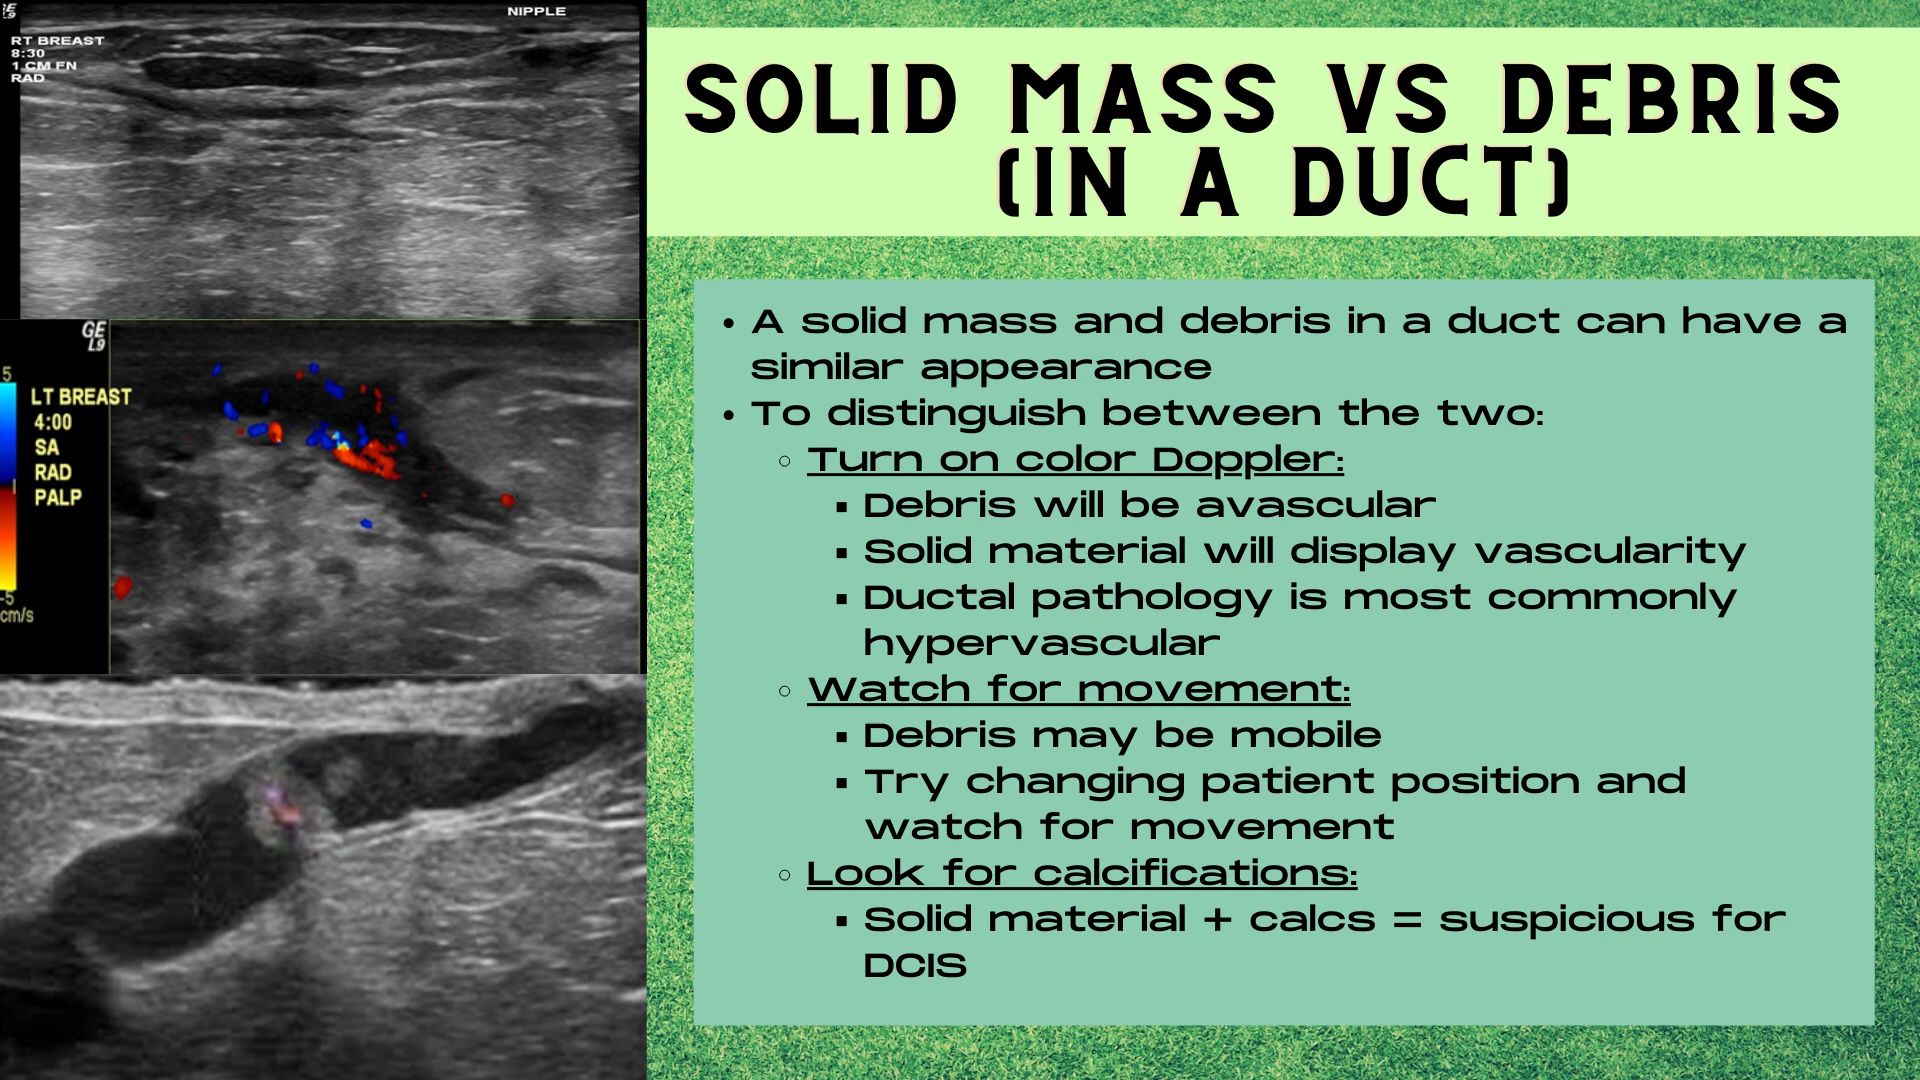 GE
L9
NIPPLE
RT BREAST
8:30
1 CM FN
RAD
GE
L9
5
LT BREAST
4:00
SA
RAD
PALP
-5
cm/s
SOLID MASS VS DEBRIS
(IN A DUCT)
• A solid mass and debris in a duct can have a
similar appearance
• To distinguish between the two:
○ Turn on color Doppler:
▪ Debris will be avascular
▪ Solid material will display vascularity
▪ Ductal pathology is most commonly
hypervascular
○ Watch for movement:
▪ Debris may be mobile
▪ Try changing patient position and
watch for movement
○ Look for calcifications:
▪ Solid material + calcs = suspicious for
DCIS